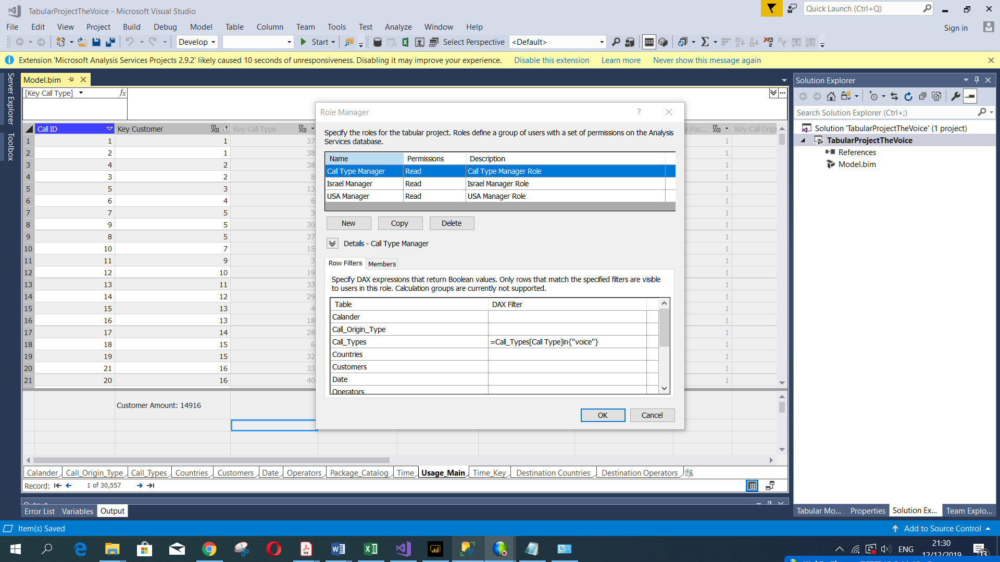 TabularProjectTheVoice - Microsoft Visual Studio
Quick Launch (Ctrl+Q)
File Edit View Project Build Debug Model Table Column Team Tools Test Analyze Window Help
Sign in
Develop Start Select Perspective <Default>
Extension 'Microsoft Analysis Services Projects 2.9.2' likely caused 10 seconds of unresponsiveness. Disabling it may improve your experience. Disable this extension Learn more Never show this message again
Server Explorer
Toolbox
Model.bim
[Key Call Type] fx
Call ID Key Customer Key Call Type
1 1 1 37 1
2 2 1 38 1
3 4 2 38 1
4 3 2 8 1
5 5 3 13 1
6 6 4 6 1
7 7 5 3 1
8 9 5 30 1
9 8 5 37 1
10 10 7 15 1
11 11 9 3 1
12 12 10 19 1
13 13 11 33 1
14 14 12 29 1
15 15 13 4 1
16 16 13 18 1
17 17 14 28 1
18 18 15 6 1
19 19 15 32 1
20 21 16 33 1
21 20 16 40 1
Customer Amount: 14916
Role Manager
?
Specify the roles for the tabular project. Roles define a group of users with a set of permissions on the Analysis
Services database.
Name Permissions Description
Call Type Manager Read Call Type Manager Role
Israel Manager Read Israel Manager Role
USA Manager Read USA Manager Role
New Copy Delete
Details - Call Type Manager
Row Filters Members
Specify DAX expressions that return Boolean values. Only rows that match the specified filters are visible
to users in this role. Calculation groups are currently not supported.
Table DAX Filter
Calander
Call_Origin_Type
Call_Types =Call_Types[Call Type]in{"voice"}
Countries
Customers
Date
Operators
OK Cancel
Calander Call_Origin_Type Call_Types Countries Customers Date Operators Package_Catalog Time Usage_Main Time_Key Destination Countries Destination Operators
Record: 1 of 30,557
Error List Variables Output
Solution Explorer
Search Solution Explorer (Ctrl+;)
Solution 'TabularProjectTheVoice' (1 project)
TabularProjectTheVoice
References
Model.bim
Tabular Mo... Properties Solution Ex... Team Explo...
Item(s) Saved
Add to Source Control
ENG
21:30
12/12/2019
13